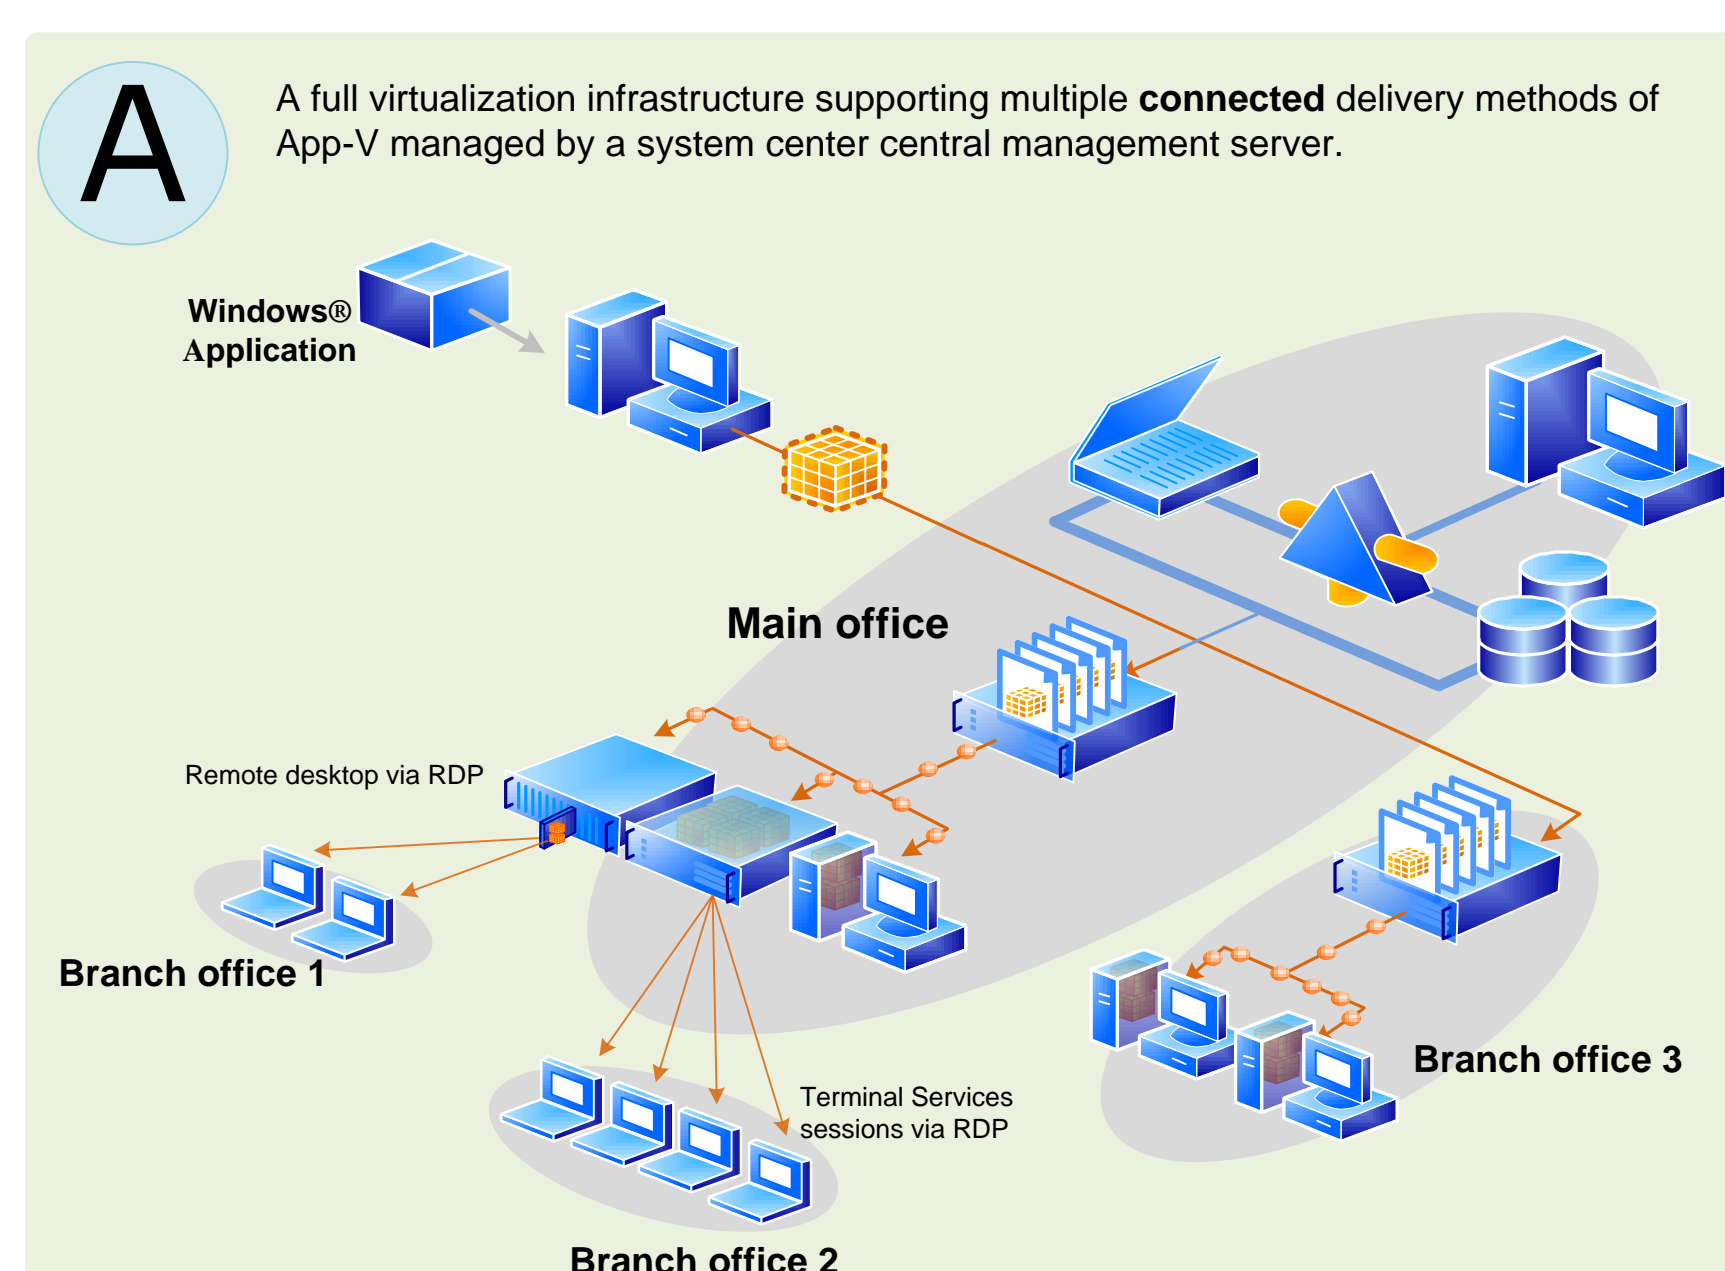 A
A full virtualization infrastructure supporting multiple connected delivery methods of
App-V managed by a system center central management server.
Windows®
Application
Main office
Remote desktop via RDP
Branch office 1
Branch office 3
Terminal Services
sessions via RDP
Branch office 2